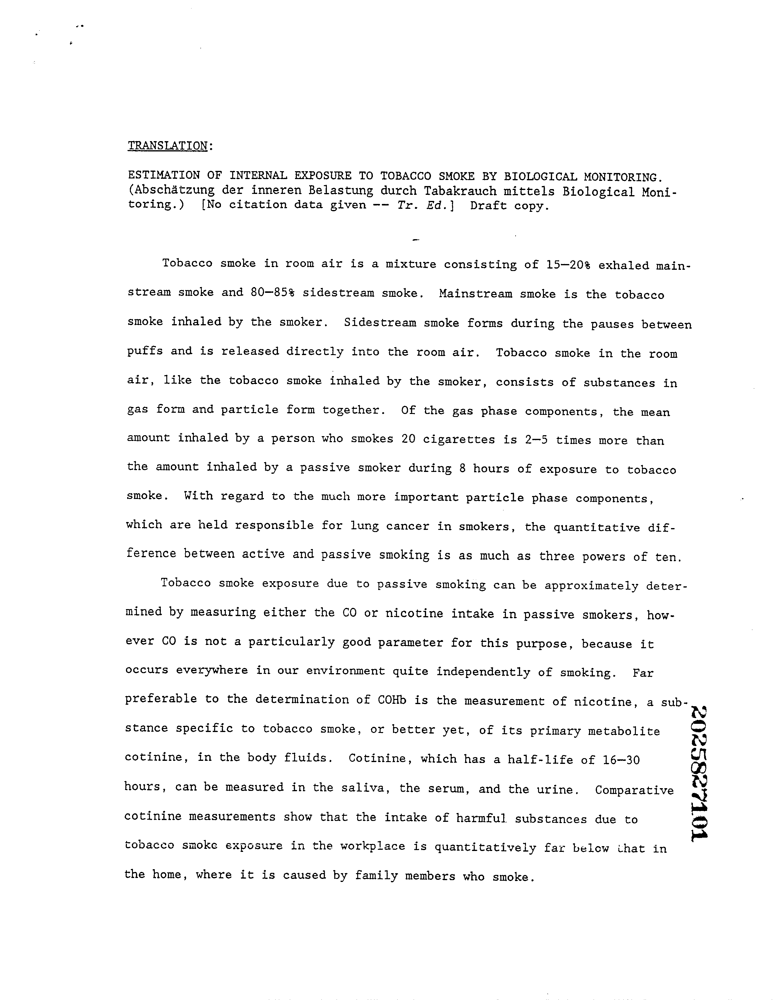 TRANSLATION:
ESTIMATION OF INTERNAL EXPOSURE TO TOBACCO SMOKE BY BIOLOGICAL MONITORING.
(Abschätzung der inneren Belastung durch Tabakrauch mittels Biological Moni-
toring.) [No citation data given -- Tr. Ed.] Draft copy.
Tobacco smoke in room air is a mixture consisting of 15—20% exhaled main-
stream smoke and 80—85% sidestream smoke. Mainstream smoke is the tobacco
smoke inhaled by the smoker. Sidestream smoke forms during the pauses between
puffs and is released directly into the room air. Tobacco smoke in the room
air, like the tobacco smoke inhaled by the smoker, consists of substances in
gas form and particle form together. Of the gas phase components, the mean
amount inhaled by a person who smokes 20 cigarettes is 2—5 times more than
the amount inhaled by a passive smoker during 8 hours of exposure to tobacco
smoke. With regard to the much more important particle phase components,
which are held responsible for lung cancer in smokers, the quantitative dif-
ference between active and passive smoking is as much as three powers of ten.
Tobacco smoke exposure due to passive smoking can be approximately deter-
mined by measuring either the CO or nicotine intake in passive smokers, how-
ever CO is not a particularly good parameter for this purpose, because it
occurs everywhere in our environment quite independently of smoking. Far
preferable to the determination of COHb is the measurement of nicotine, a sub-
stance specific to tobacco smoke, or better yet, of its primary metabolite
cotinine, in the body fluids. Cotinine, which has a half-life of 16—30
hours, can be measured in the saliva, the serum, and the urine. Comparative
cotinine measurements show that the intake of harmful substances due to
tobacco smoke exposure in the workplace is quantitatively far below that in
the home, where it is caused by family members who smoke.
2025827101